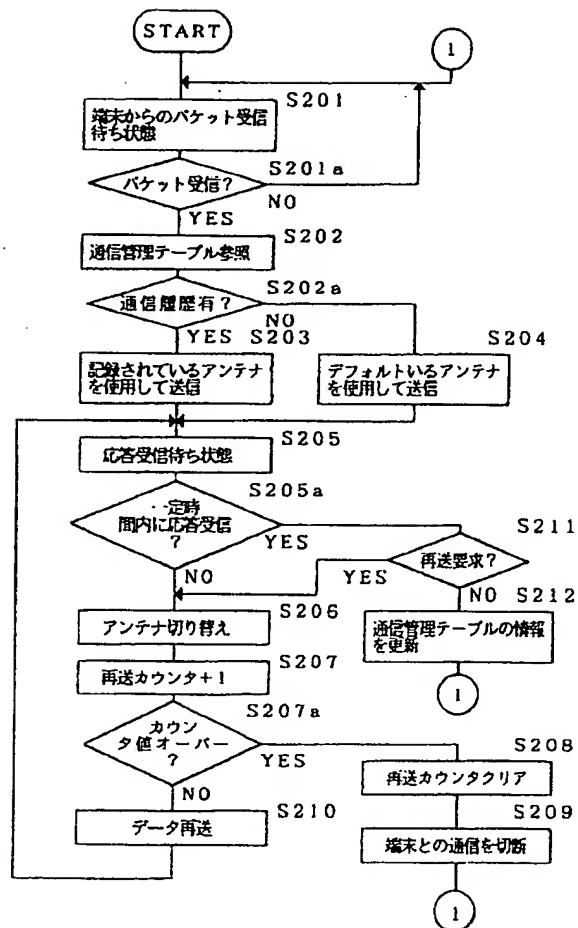 START
1
S201
端末からのパケット受信
待ち状態
S201a
パケット受信?
NO
YES
S202
通信管理テーブル参照
S202a
通信履歴有?
NO
YES
S203
S204
記録されているアンテナ
を使用して送信
デフォルトいるアンテナ
を使用して送信
S205
応答受信待ち状態
S205a
一定時
間内に応答受信
?
YES
NO
S211
再送要求?
YES
NO
S212
S206
アンテナ切り替え
通信管理テーブルの情報
を更新
S207
再送カウンタ+1
1
S207a
カウン
タ値オーバー
?
YES
NO
S208
再送カウンタクリア
S210
データ再送
S209
端末との通信を切断
1